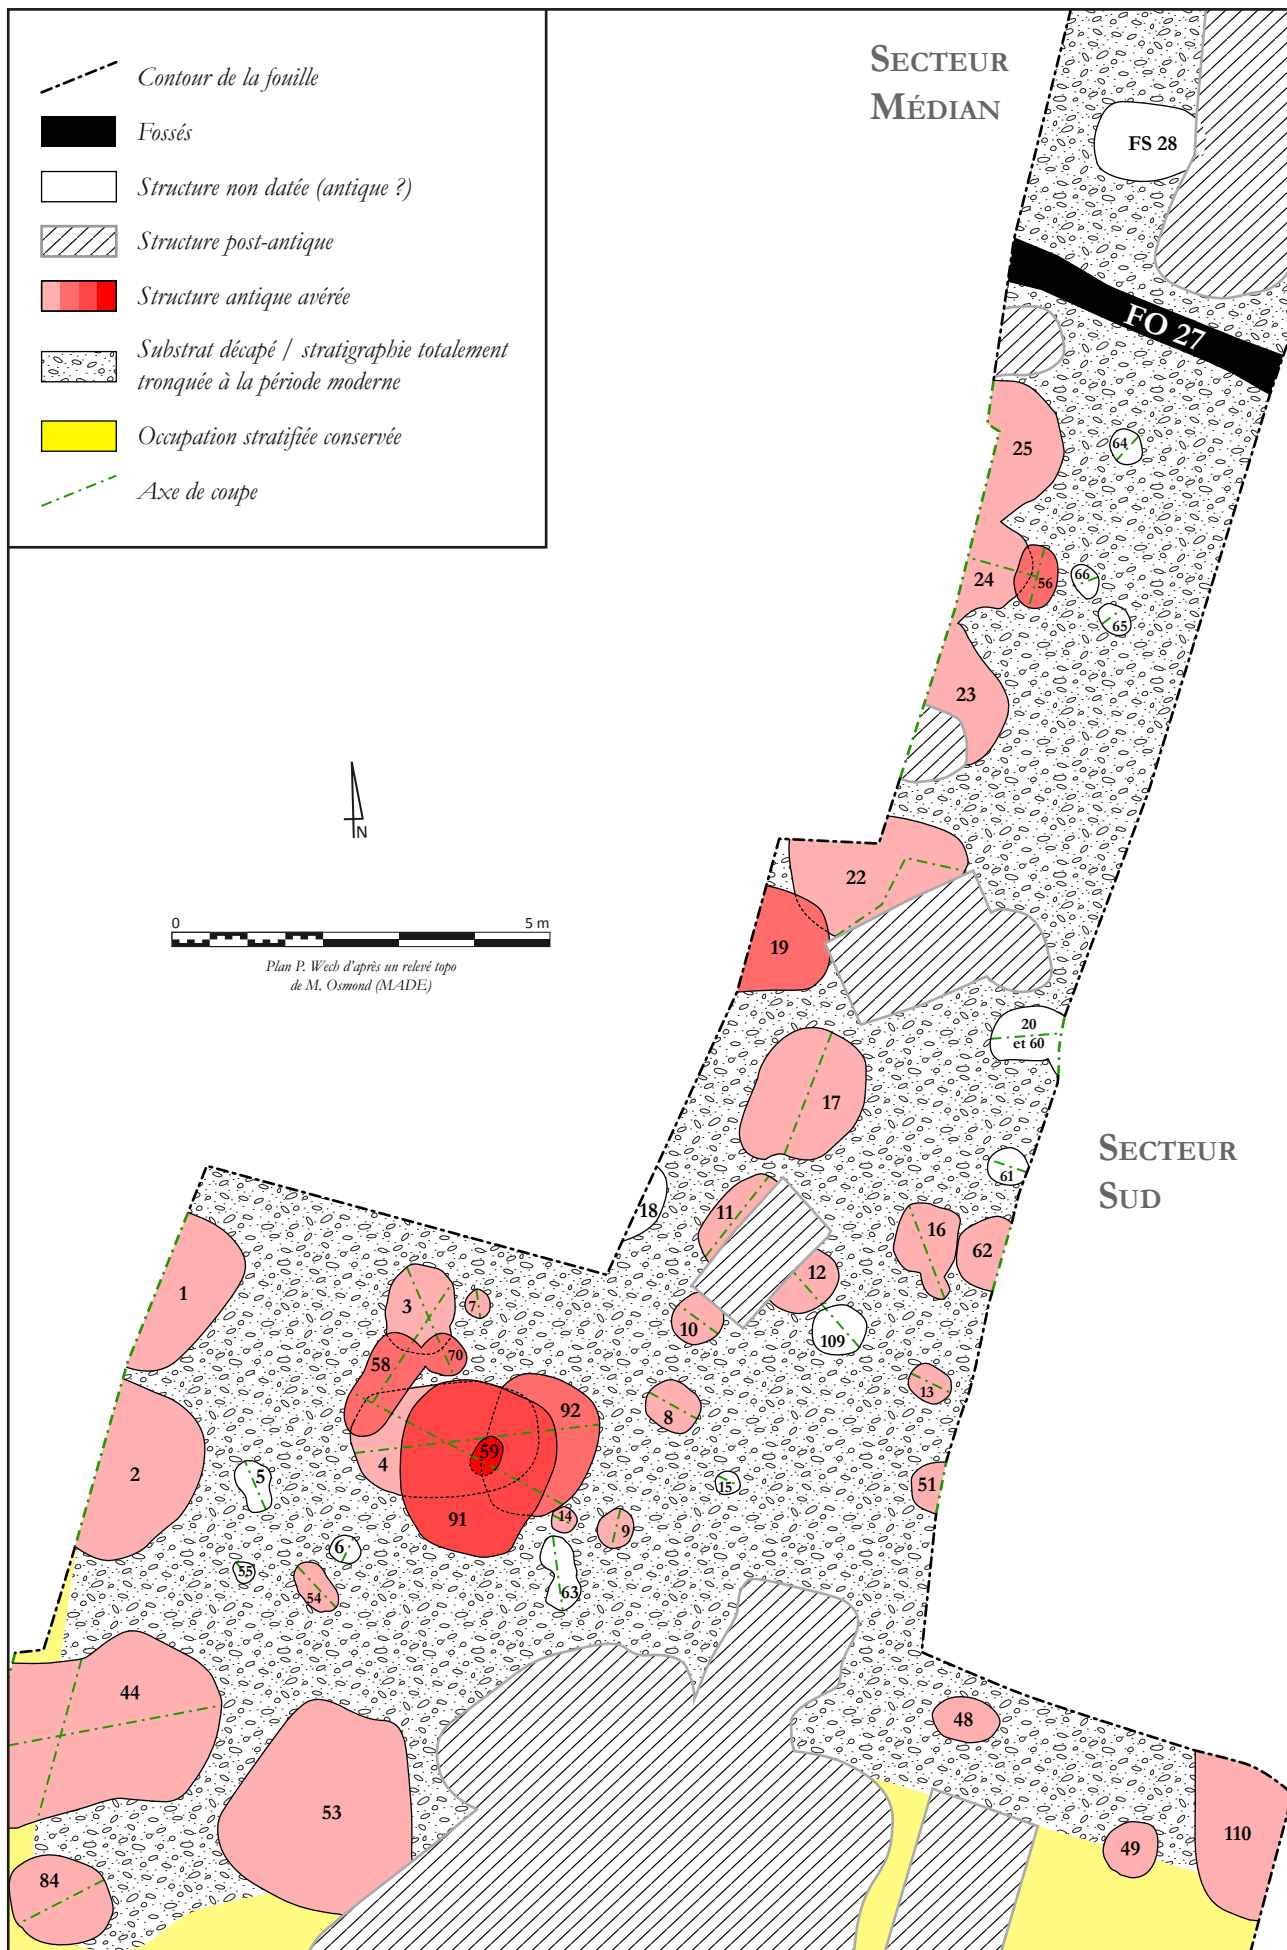 Contour de la fouille
Fossés
Structure non datée (antique ?)
Structure post-antique
Structure antique avérée
Substrat décapé / stratigraphie totalement
tronquée à la période moderne
Occupation stratifiée conservée
Axe de coupe
SECTEUR
MÉDIAN
FS 28
FO 27
25
64
24
56
66
65
23
N
22
19
0
5 m
Plan P. Wech d'après un relevé topo
de M. Osmond (MADE)
20
et 60
17
SECTEUR
SUD
61
18
11
16
62
1
12
3
7
10
109
58
70
13
8
92
59
4
2
5
15
51
91
14
9
6
55
54
63
44
48
53
110
49
84